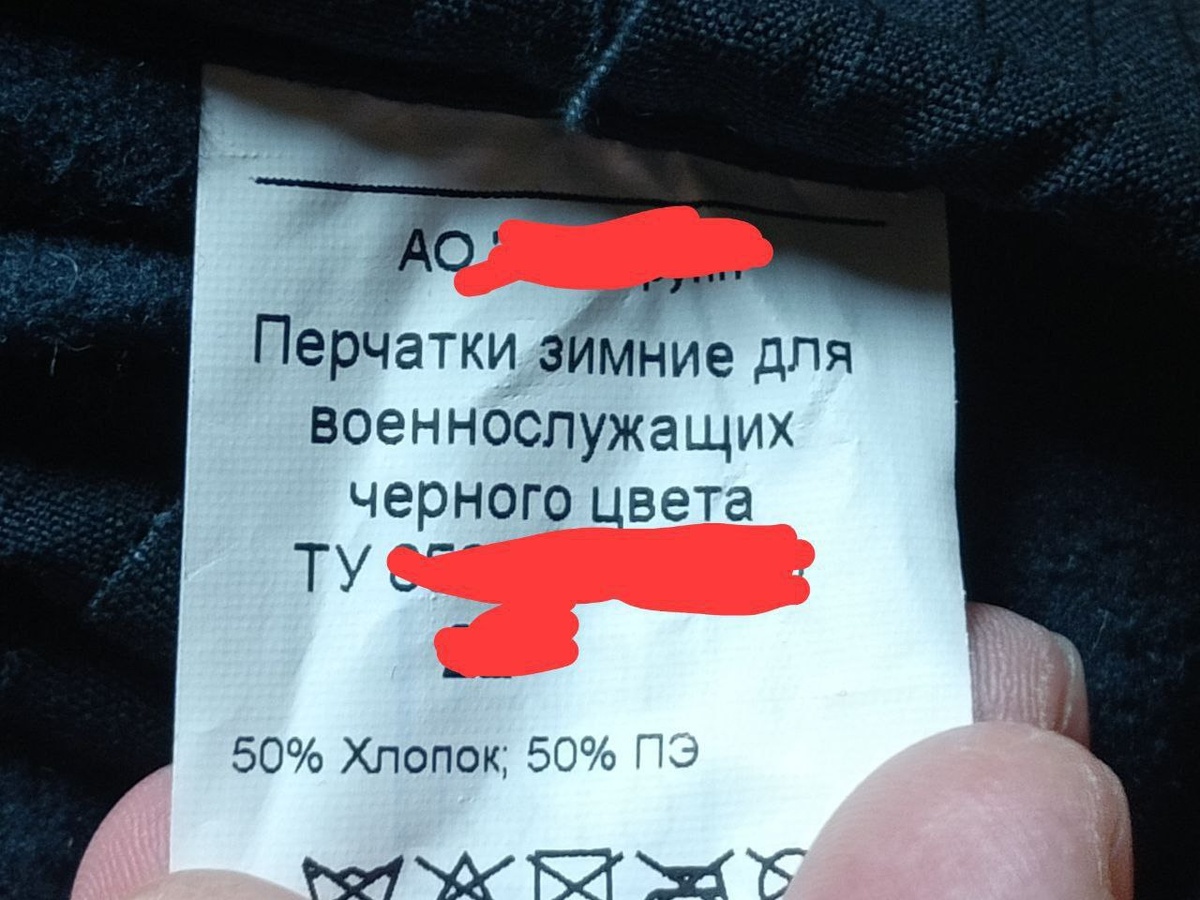 АО
Перчатки зимние для
военнослужащих
черного цвета
ТУ
50% Хлопок; 50% ПЭ